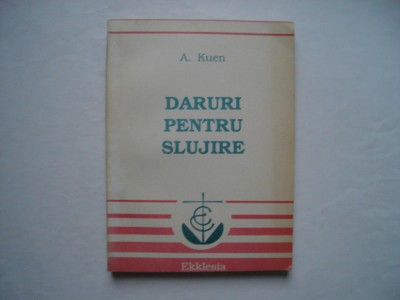 A. Kuen
DARURI
PENTRU
SLUJIRE
Ekklesia